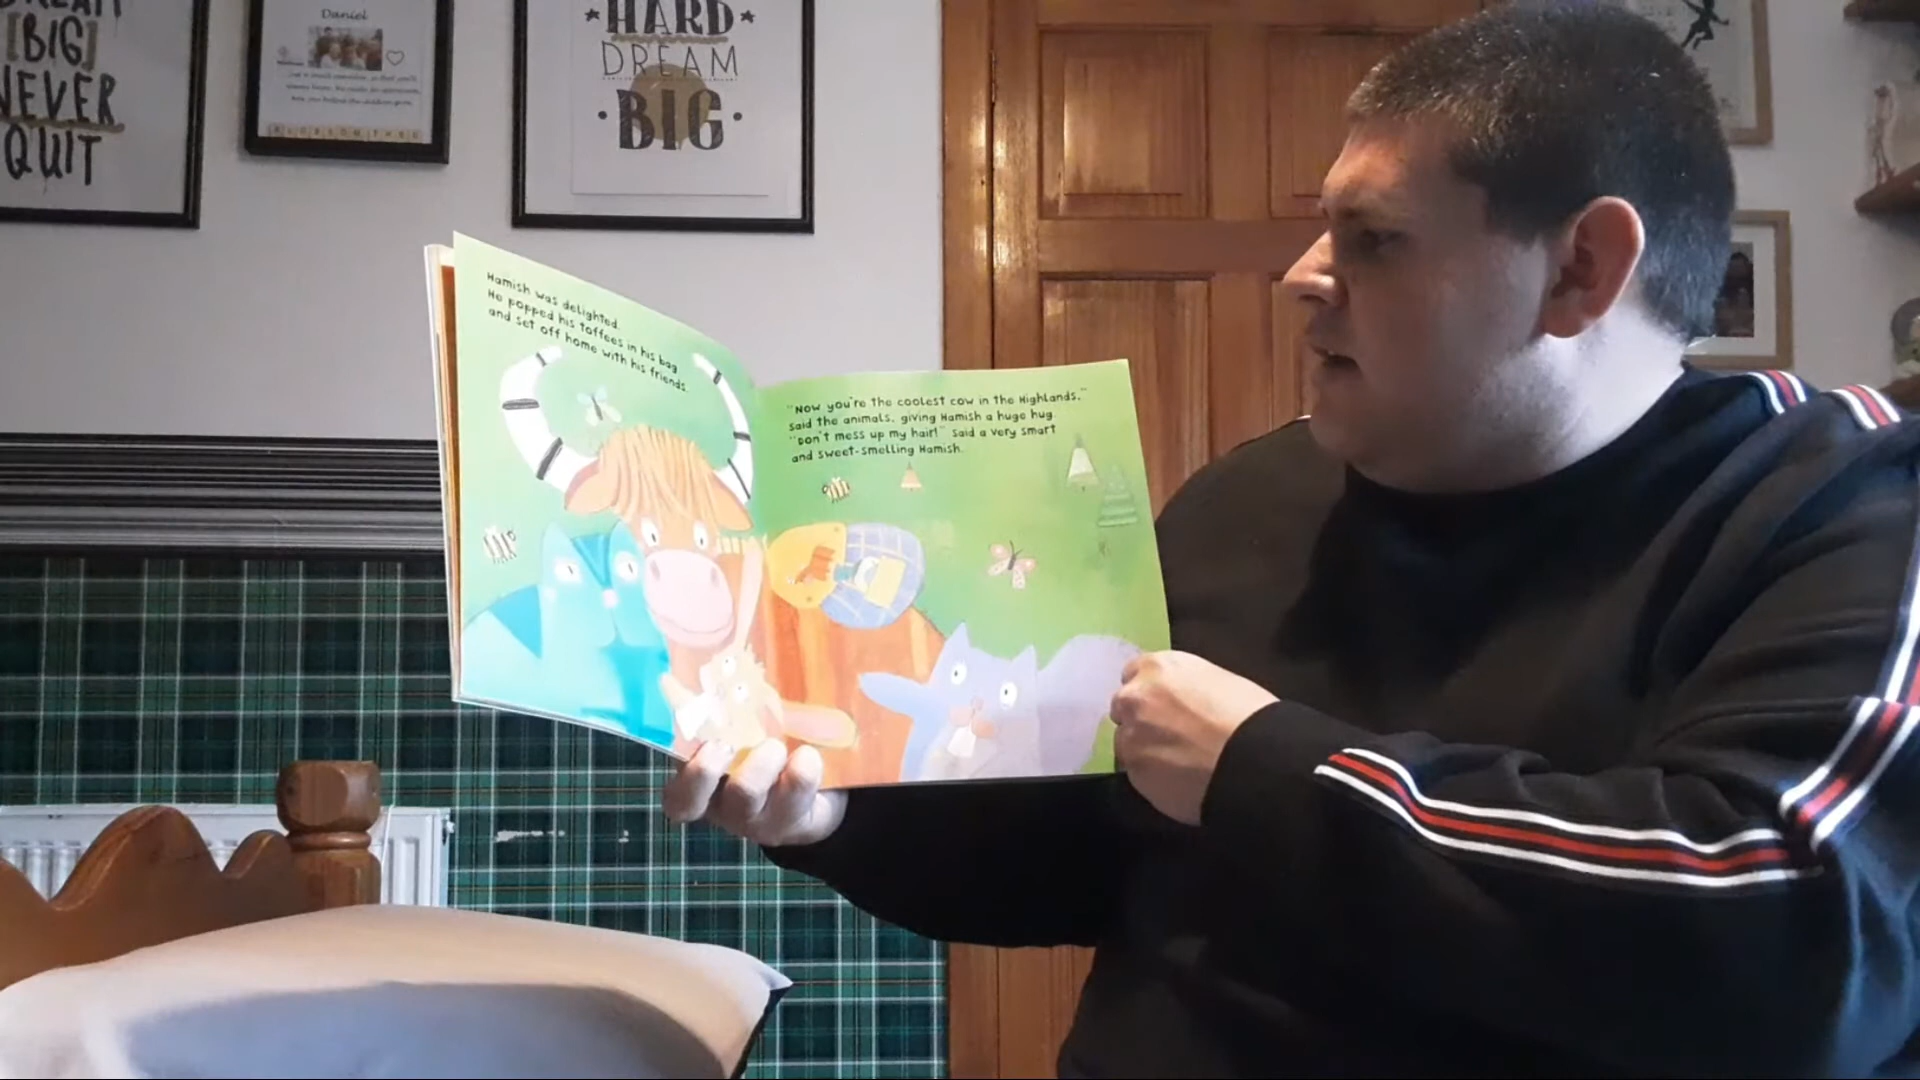 DREAM
[BIG]
NEVER
QUIT
Daniel
BLOSSOM TREE
HARD
DREAM
BIG
Hamish was delighted.
He popped his toffees in his bag
and set off home with his friends.
"Now you're the coolest cow in the Highlands,"
said the animals, giving Hamish a huge hug.
"Don't mess up my hair!" said a very smart
and sweet-smelling Hamish.